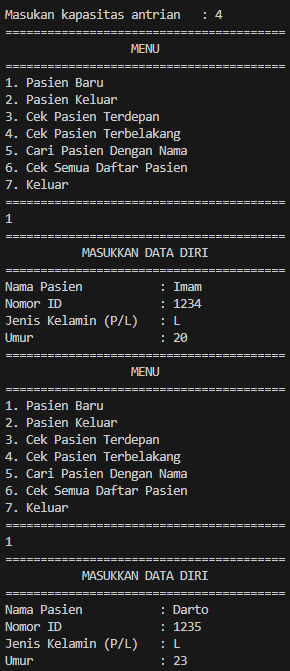 Masukan kapasitas antrian   : 4
========================================
MENU
========================================
1. Pasien Baru
2. Pasien Keluar
3. Cek Pasien Terdepan
4. Cek Pasien Terbelakang
5. Cari Pasien Dengan Nama
6. Cek Semua Daftar Pasien
7. Keluar
========================================
1
========================================
MASUKKAN DATA DIRI
========================================
Nama Pasien           : Imam
Nomor ID              : 1234
Jenis Kelamin (P/L)   : L
Umur                  : 20
========================================
MENU
========================================
1. Pasien Baru
2. Pasien Keluar
3. Cek Pasien Terdepan
4. Cek Pasien Terbelakang
5. Cari Pasien Dengan Nama
6. Cek Semua Daftar Pasien
7. Keluar
========================================
1
========================================
MASUKKAN DATA DIRI
========================================
Nama Pasien           : Darto
Nomor ID              : 1235
Jenis Kelamin (P/L)   : L
Umur                  : 23